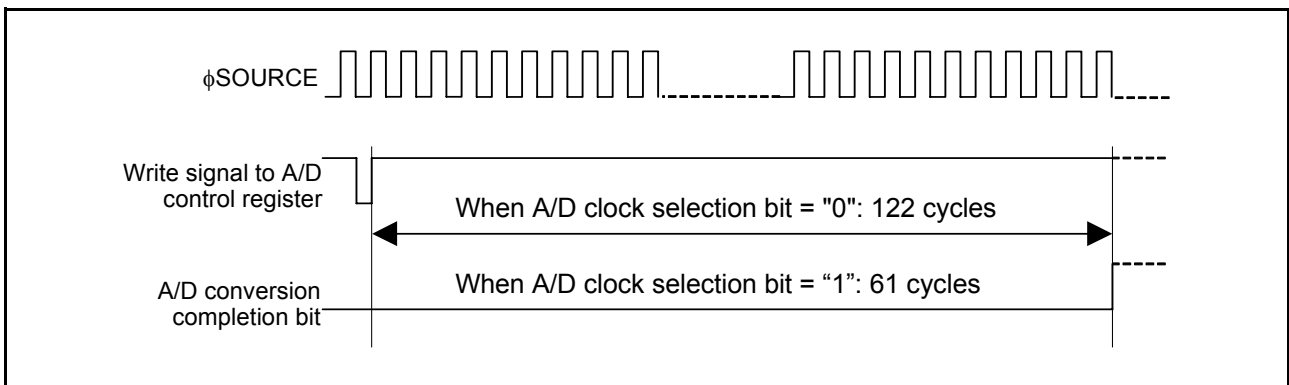 ϕSOURCE
Write signal to A/D
control register
When A/D clock selection bit = "0": 122 cycles
When A/D clock selection bit = “1”: 61 cycles
A/D conversion
completion bit